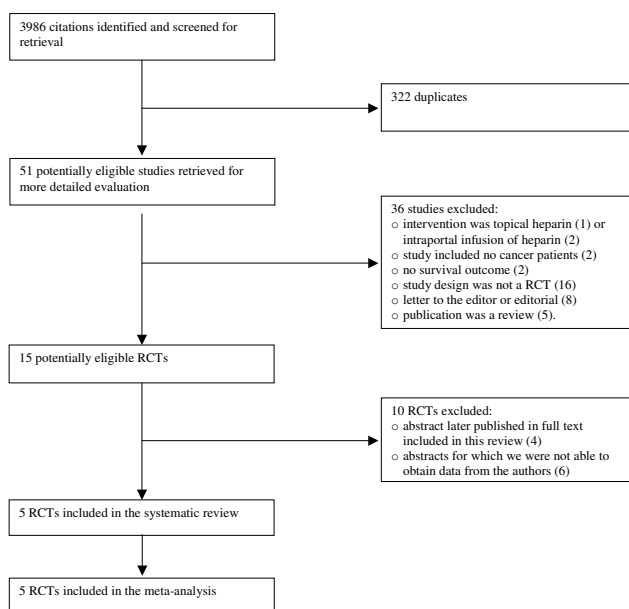 3986 citations identified and screened for
retrieval
322 duplicates
51 potentially eligible studies retrieved for
more detailed evaluation
36 studies excluded:
○ intervention was topical heparin (1) or
intraportal infusion of heparin (2)
○ study included no cancer patients (2)
○ no survival outcome (2)
○ study design was not a RCT (16)
○ letter to the editor or editorial (8)
○ publication was a review (5).
15 potentially eligible RCTs
10 RCTs excluded:
○ abstract later published in full text
included in this review (4)
○ abstracts for which we were not able to
obtain data from the authors (6)
5 RCTs included in the systematic review
5 RCTs included in the meta-analysis